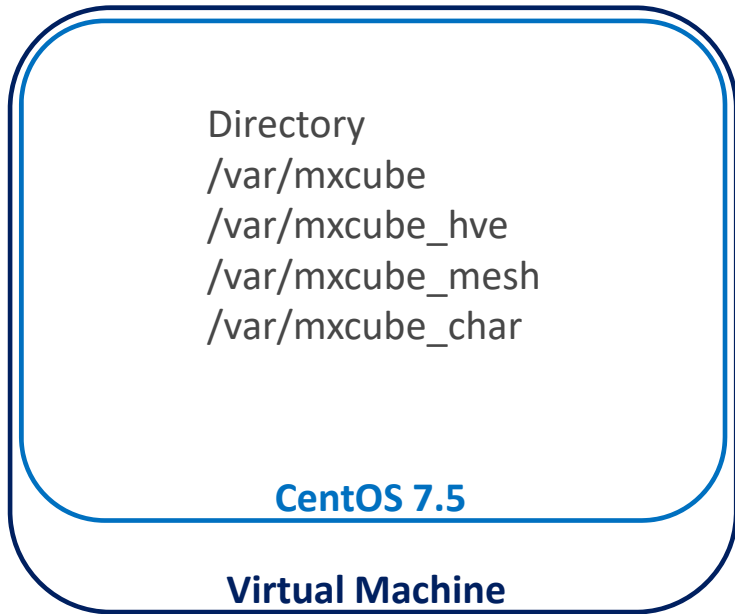 Directory
/var/mxcube
/var/mxcube_hve
/var/mxcube_mesh
/var/mxcube_char
CentOS 7.5
Virtual Machine